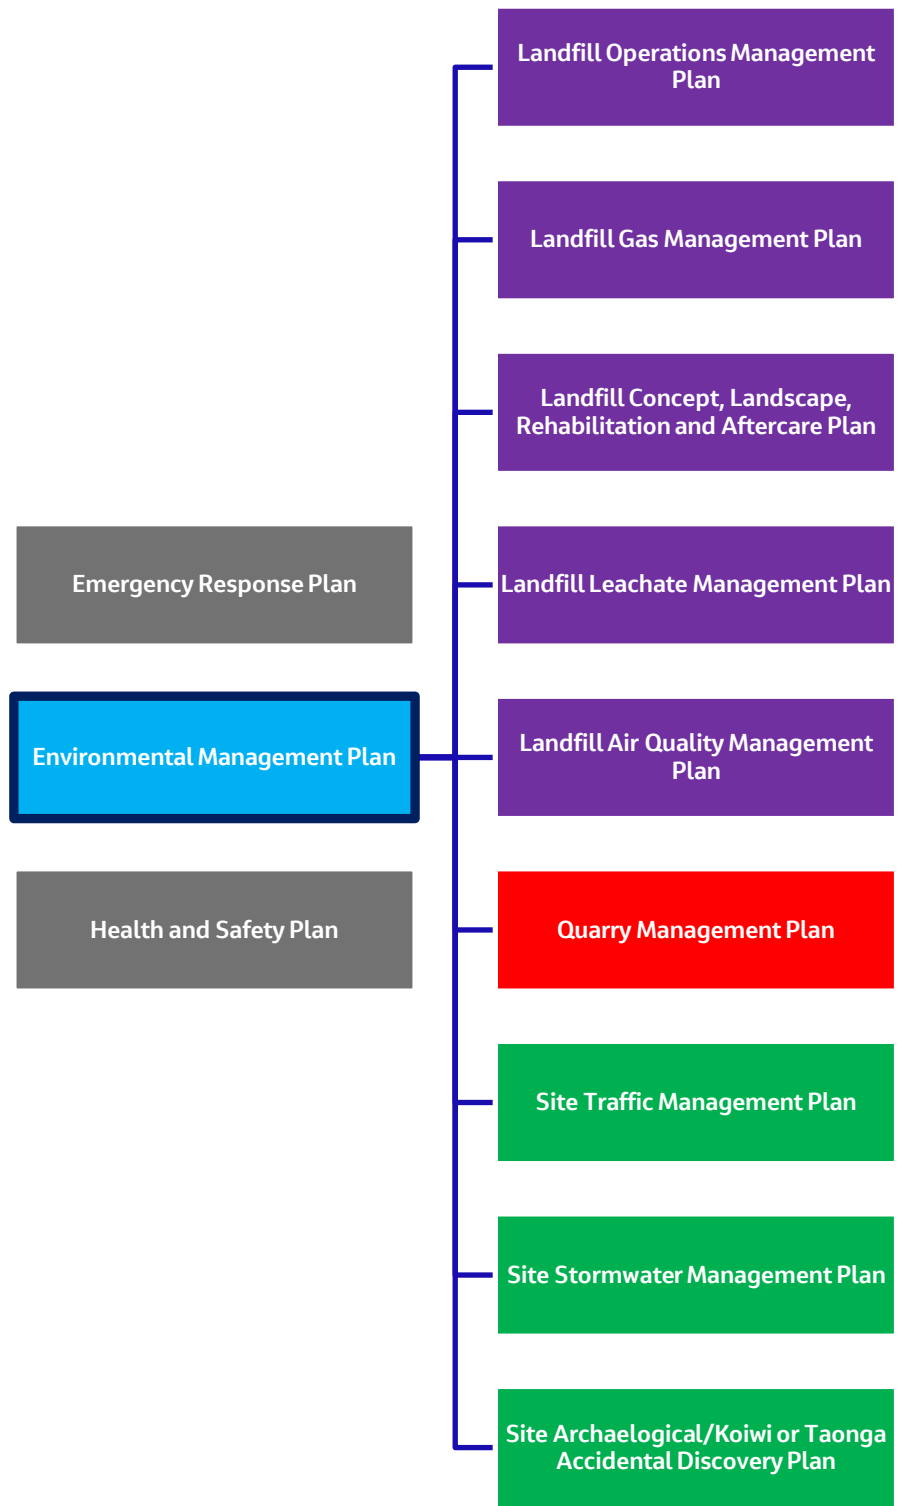 Landfill Operations Management
Plan
Landfill Gas Management Plan
Landfill Concept, Landscape,
Rehabilitation and Aftercare Plan
Emergency Response Plan
Landfill Leachate Management Plan
Environmental Management Plan
Landfill Air Quality Management
Plan
Health and Safety Plan
Quarry Management Plan
Site Traffic Management Plan
Site Stormwater Management Plan
Site Archaelogical/Koiwi or Taonga
Accidental Discovery Plan